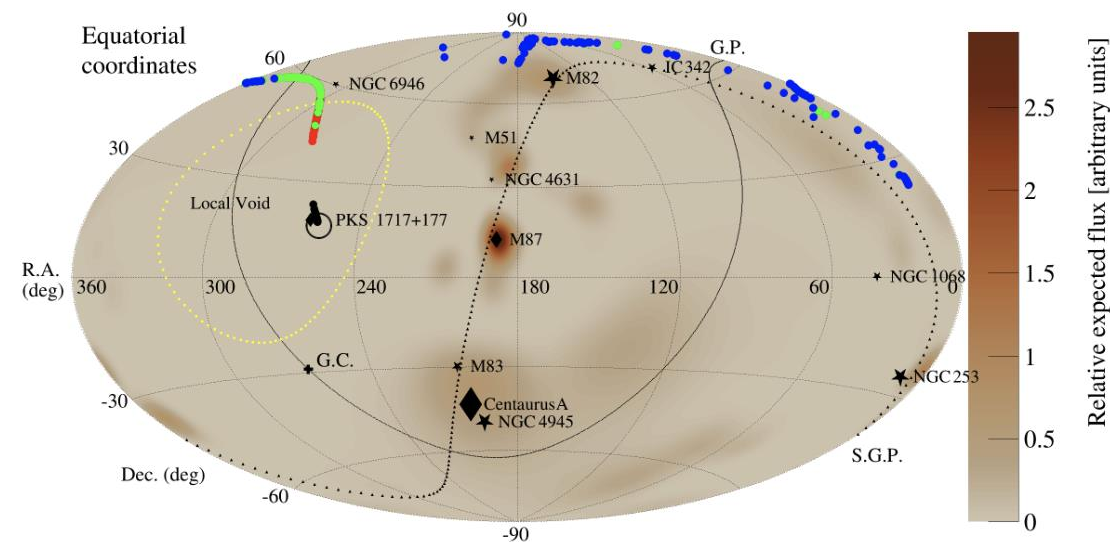 Equatorial
coordinates
90
60
G.P.
IC 342
M82
NGC 6946
M51
30
NGC 4631
Local Void
PKS 1717+177
M87
R.A.
(deg)
360
300
240
180
120
60
0
NGC 1068
G.C.
M83
NGC 253
-30
Centaurus A
NGC 4945
S.G.P.
Dec. (deg)
-60
-90
2.5
2
1.5
1
0.5
0
Relative expected flux [arbitrary units]